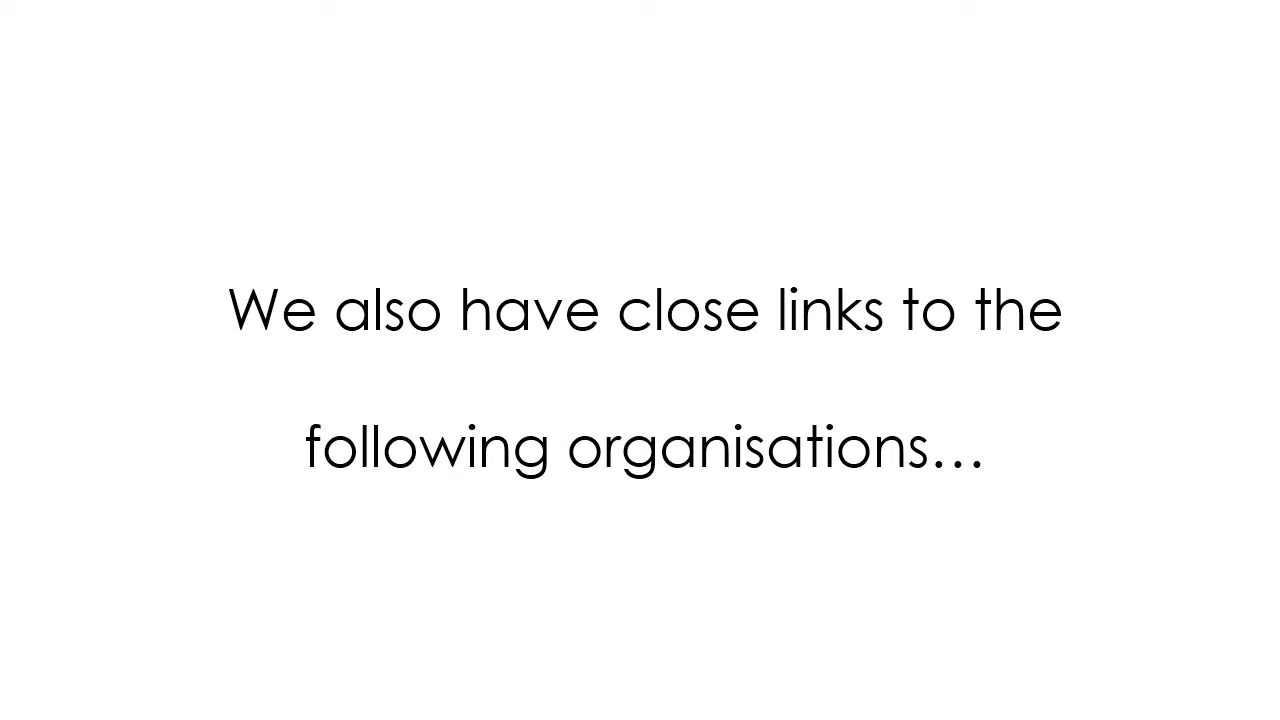 We also have close links to the
following organisations…